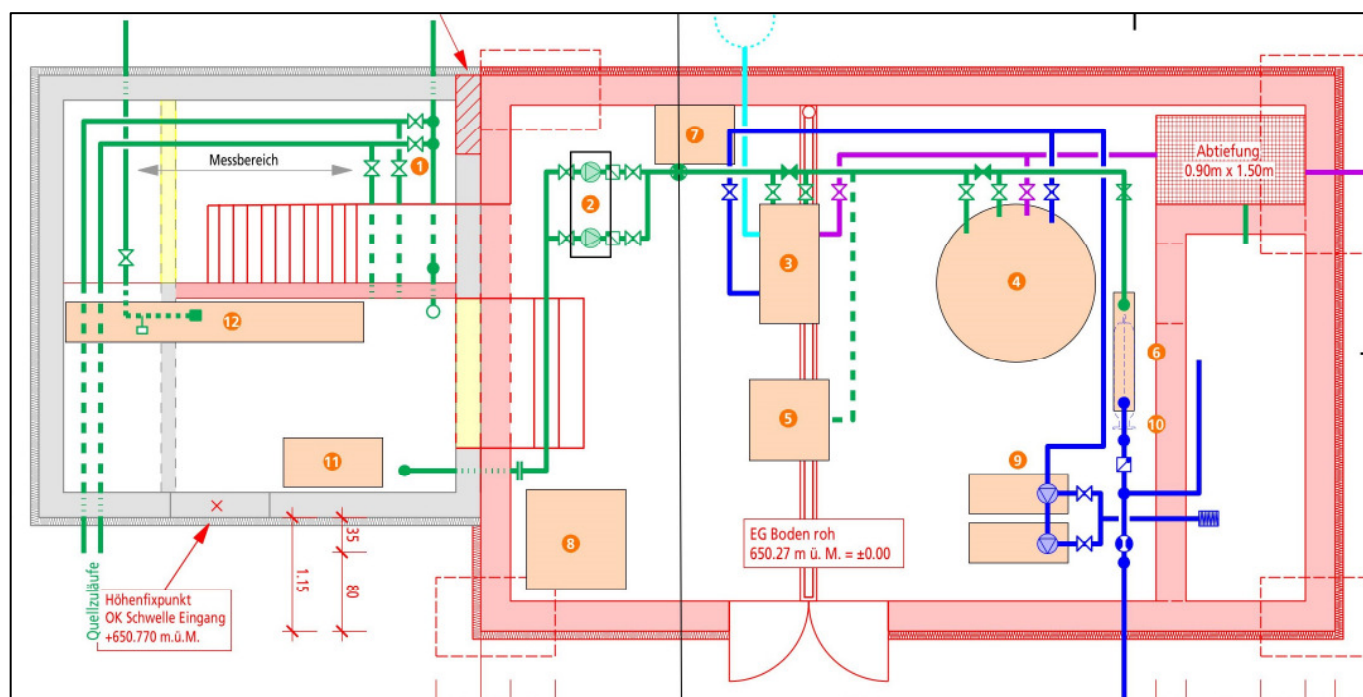 Messbereich
1
2
3
4
5
6
7
8
9
10
11
12
Abtiefung
0.90m x 1.50m
EG Boden roh
650.27 m ü. M. = ±0.00
Quellzuläufe
Höhenfixpunkt
OK Schwelle Eingang
+650.770 m.ü.M.
1.15
35
80